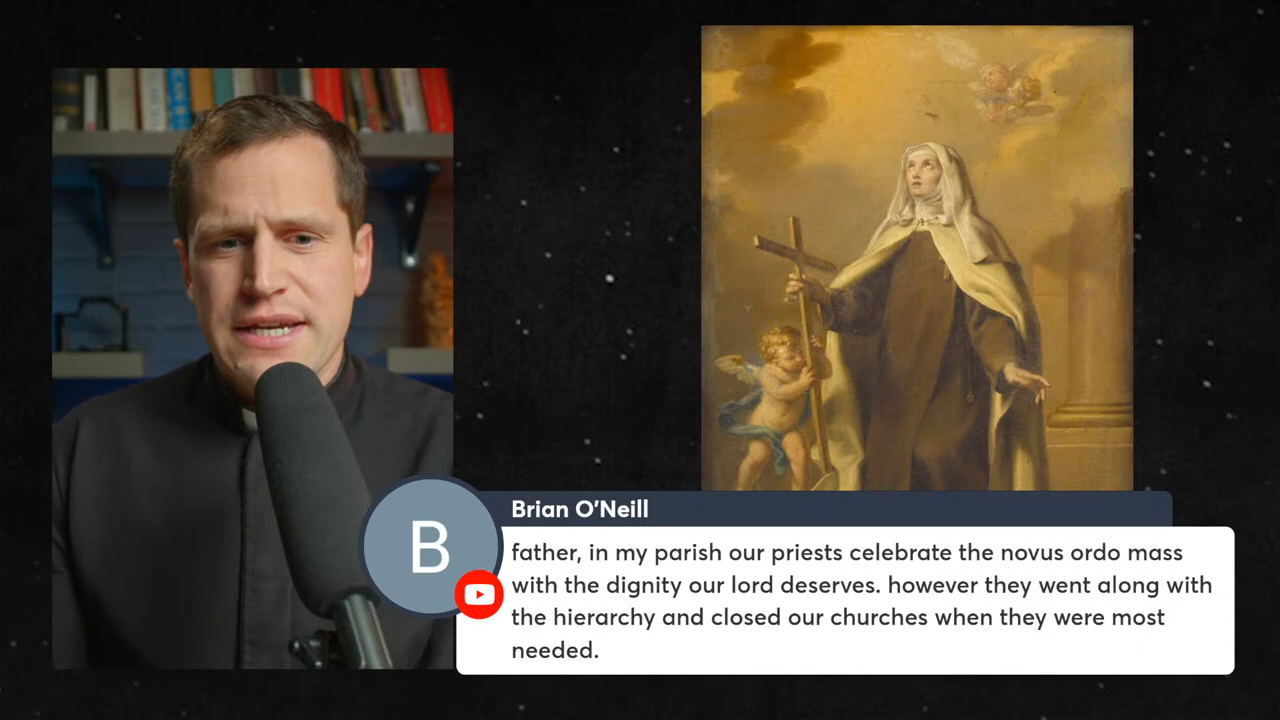 B
Brian O'Neill
father, in my parish our priests celebrate the novus ordo mass
with the dignity our lord deserves. however they went along with
the hierarchy and closed our churches when they were most
needed.